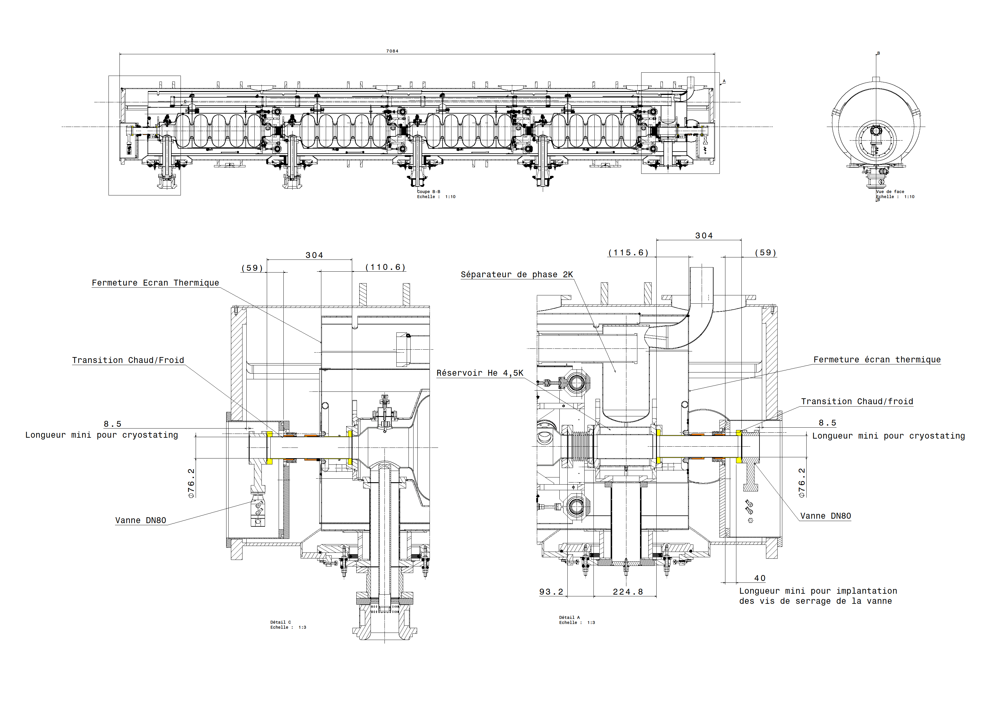 7084
B
A
C
Coupe B-B
Echelle :  1:10
Vue de face
Echelle :  1:10
B
304
(59)
(110.6)
Fermeture Ecran Thermique
Transition Chaud/Froid
8.5
Longueur mini pour cryostating
Ø76.2
Vanne DN80
Détail C
Echelle :  1:3
304
(115.6)
(59)
Séparateur de phase 2K
Réservoir He 4,5K
Fermeture écran thermique
Transition Chaud/froid
8.5
Longueur mini pour cryostating
Ø76.2
Vanne DN80
40
Longueur mini pour implantation
des vis de serrage de la vanne
93.2
224.8
Détail A
Echelle :  1:3